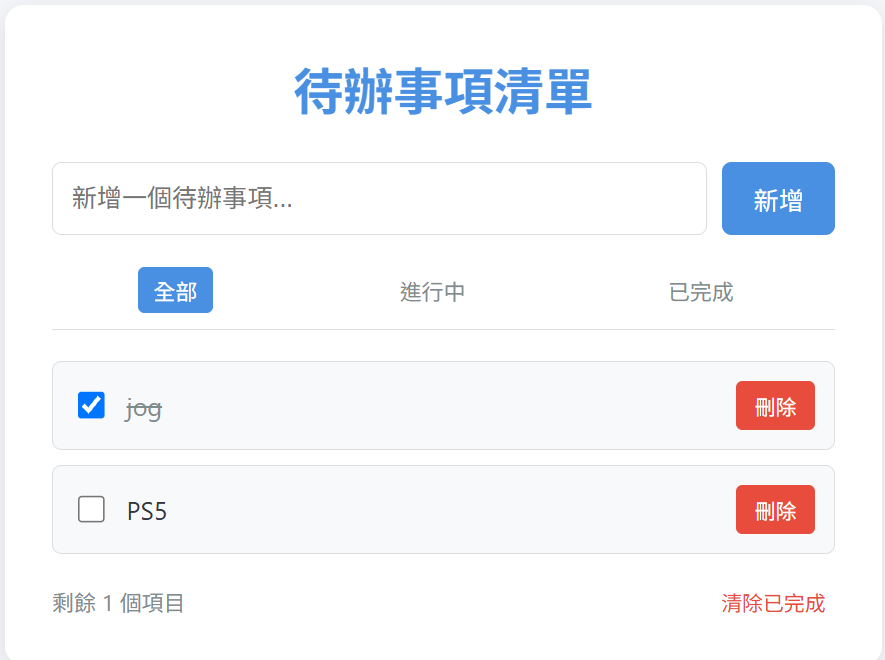 待辦事項清單
新增一個待辦事項...
新增
全部 進行中 已完成
jog 刪除
PS5 刪除
剩餘 1 個項目 清除已完成